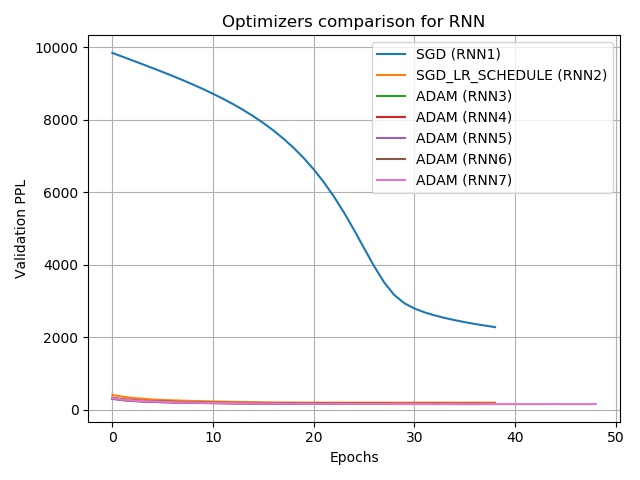 Optimizers comparison for RNN
10000
8000
6000
4000
2000
0
Validation PPL
SGD (RNN1)
SGD_LR_SCHEDULE (RNN2)
ADAM (RNN3)
ADAM (RNN4)
ADAM (RNN5)
ADAM (RNN6)
ADAM (RNN7)
0 10 20 30 40 50
Epochs